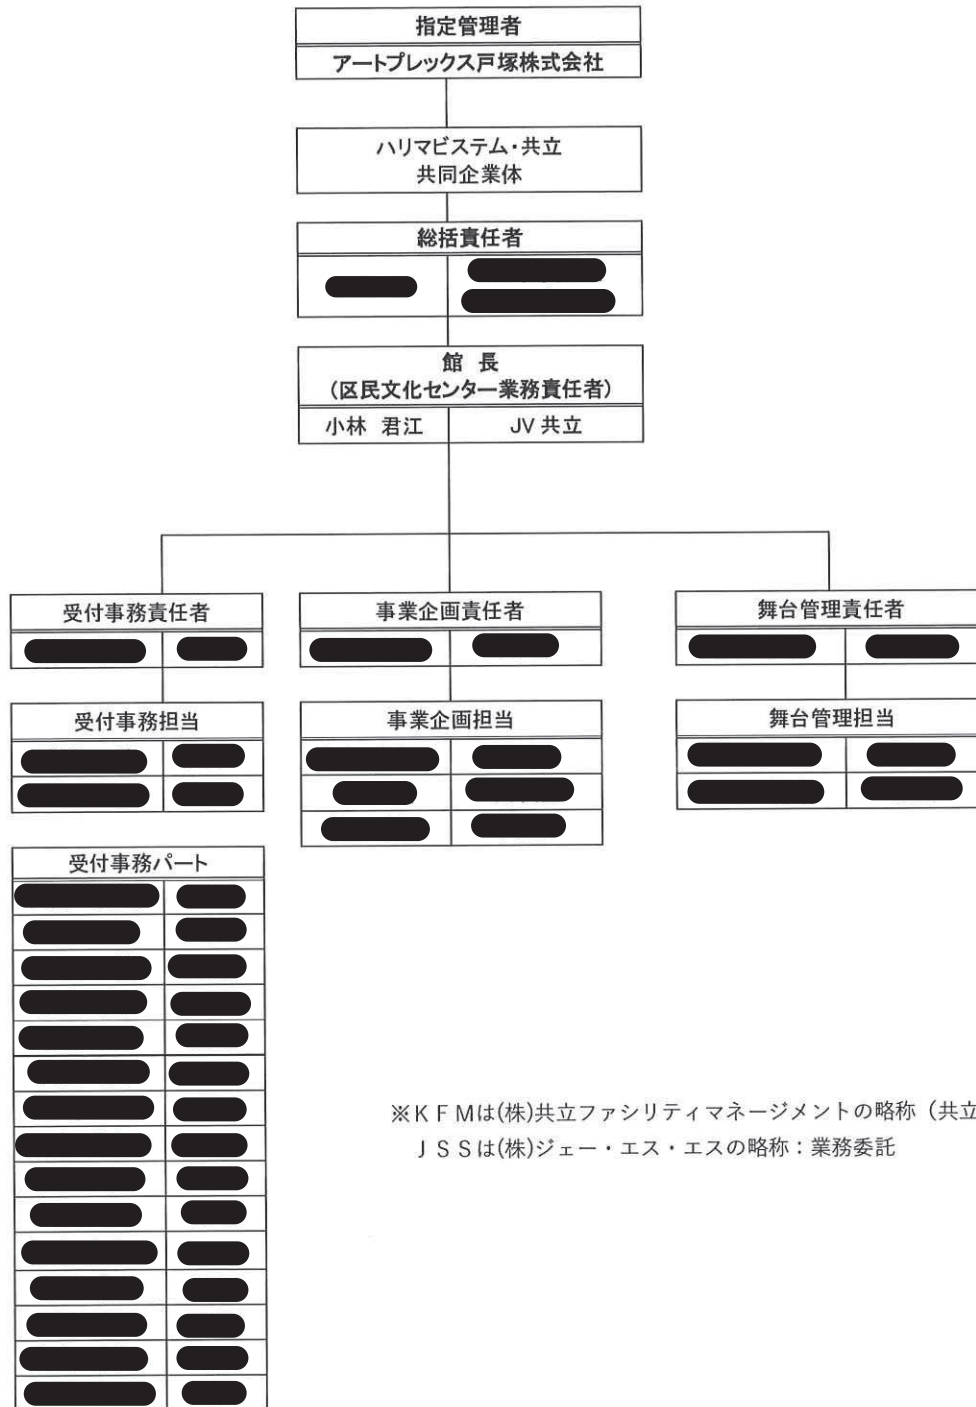 指定管理者
アートプレックス戸塚株式会社
ハリマビステム・共立
共同企業体
総括責任者
館 長
(区民文化センター業務責任者)
小林 君江 JV 共立
受付事務責任者 事業企画責任者 舞台管理責任者
受付事務担当 事業企画担当 舞台管理担当
受付事務パート
※ＫＦＭは(株)共立ファシリティマネージメントの略称（共立
ＪＳＳは(株)ジェー・エス・エスの略称：業務委託